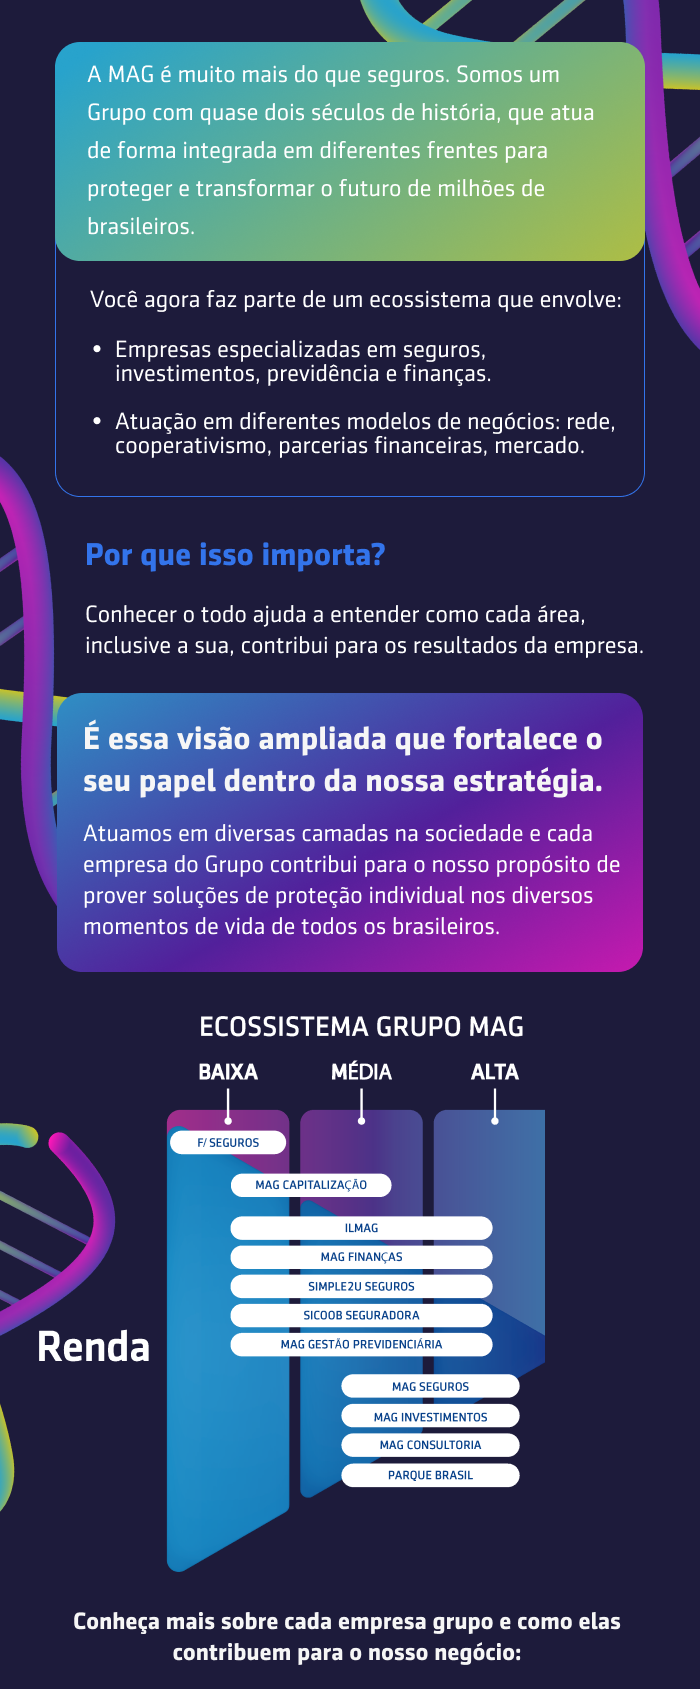 A MAG é muito mais do que seguros. Somos um
Grupo com quase dois séculos de história, que atua
de forma integrada em diferentes frentes para
proteger e transformar o futuro de milhões de
brasileiros.
Você agora faz parte de um ecossistema que envolve:
• Empresas especializadas em seguros,
investimentos, previdência e finanças.
• Atuação em diferentes modelos de negócios: rede,
cooperativismo, parcerias financeiras, mercado.
Por que isso importa?
Conhecer o todo ajuda a entender como cada área,
inclusive a sua, contribui para os resultados da empresa.
É essa visão ampliada que fortalece o
seu papel dentro da nossa estratégia.
Atuamos em diversas camadas na sociedade e cada
empresa do Grupo contribui para o nosso propósito de
prover soluções de proteção individual nos diversos
momentos de vida de todos os brasileiros.
ECOSSISTEMA GRUPO MAG
BAIXA MÉDIA ALTA
F/ SEGUROS
MAG CAPITALIZAÇÃO
ILMAG
MAG FINANÇAS
SIMPLE2U SEGUROS
SICOOB SEGURADORA
MAG GESTÃO PREVIDENCIÁRIA
Renda
MAG SEGUROS
MAG INVESTIMENTOS
MAG CONSULTORIA
PARQUE BRASIL
Conheça mais sobre cada empresa grupo e como elas
contribuem para o nosso negócio: